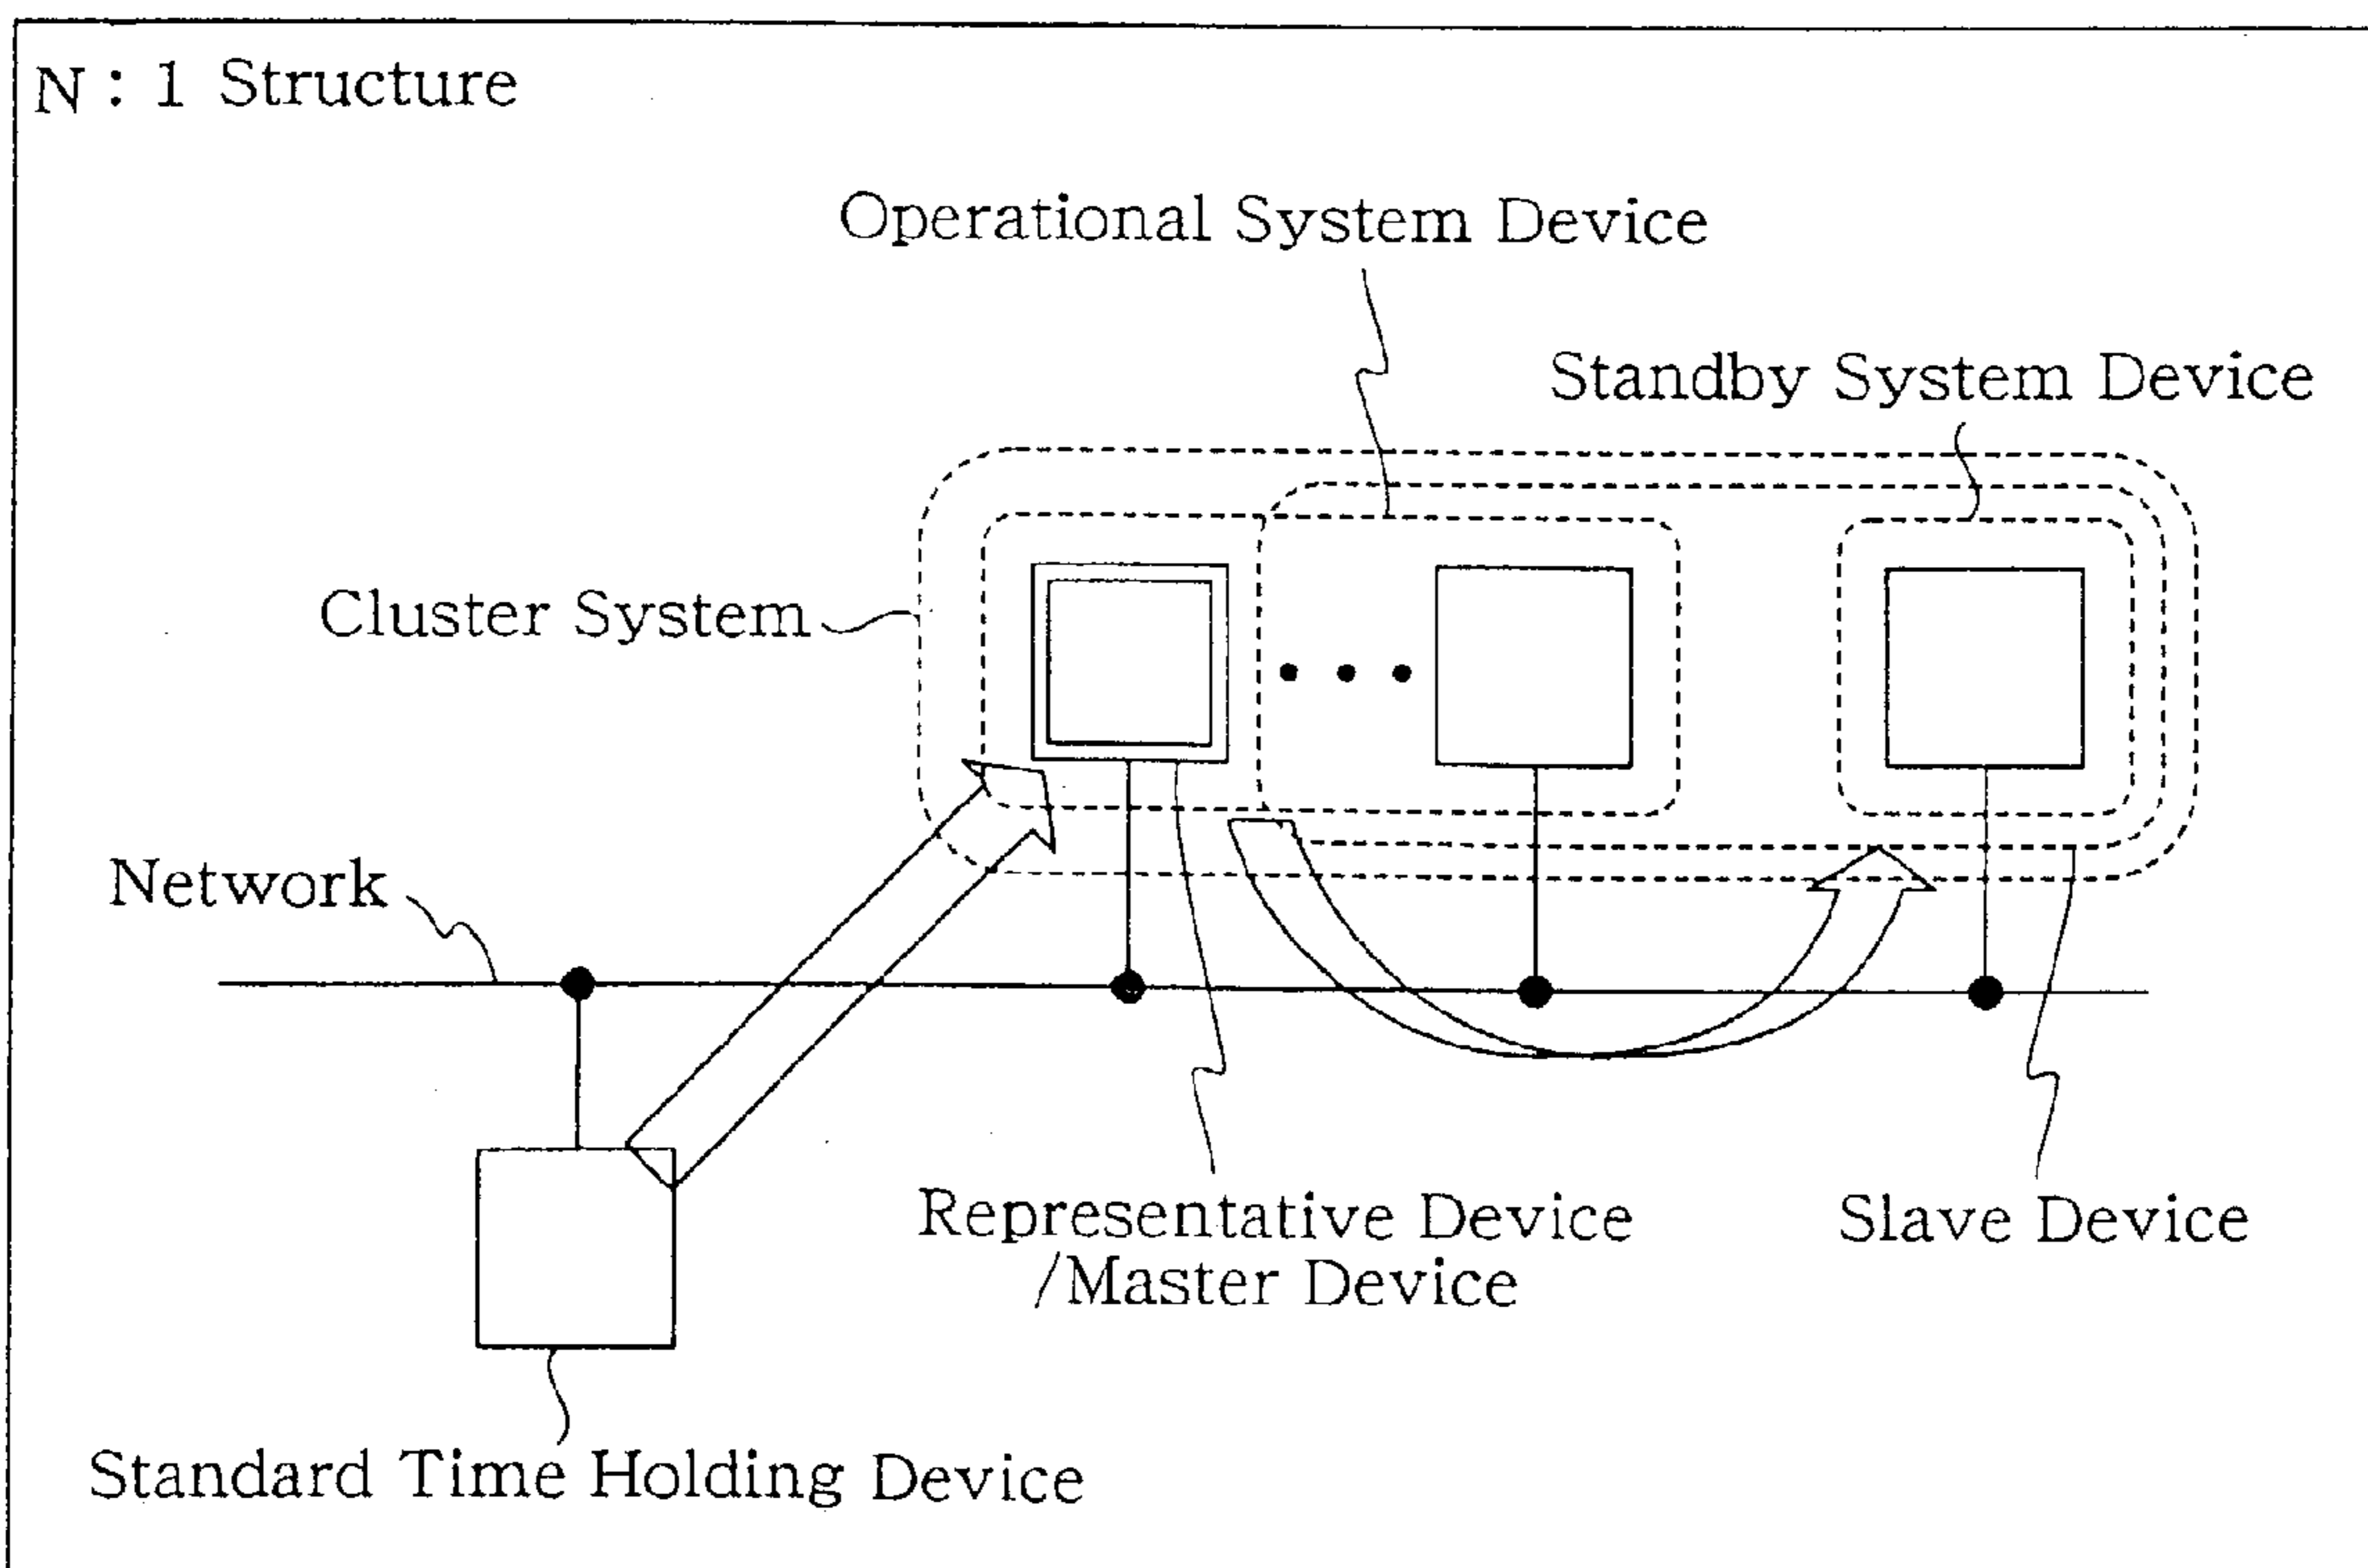 N : 1 Structure
Operational System Device
Standby System Device
Cluster System
Network
Representative Device
/Master Device
Slave Device
Standard Time Holding Device